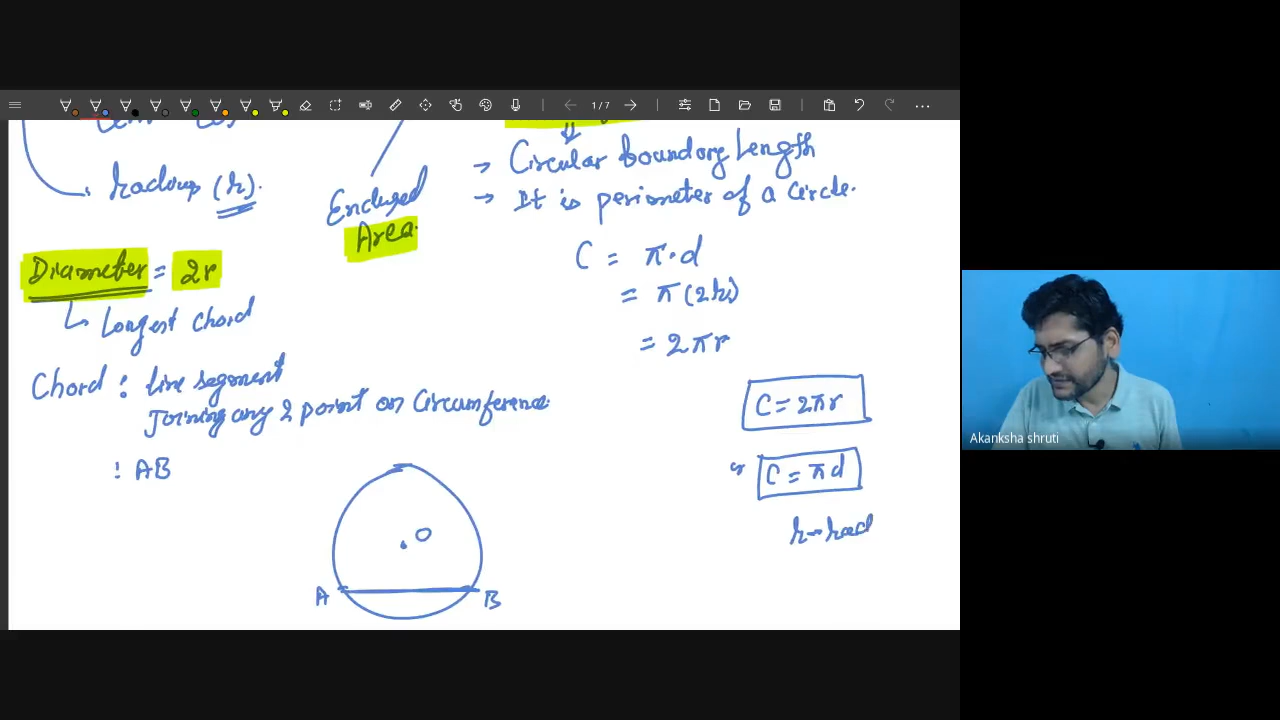 1/7
Radius (r).
Enclosed
Area.
→ Circular boundary length
→ It is perimeter of a circle.
C = π·d
= π(2r)
= 2πr
Diameter = 2r
↳ Longest chord
Chord : line segment
Joining any 2 point on Circumference.
: AB
C = 2πr
or C = πd
r → rad
O
A
B
Akanksha shruti